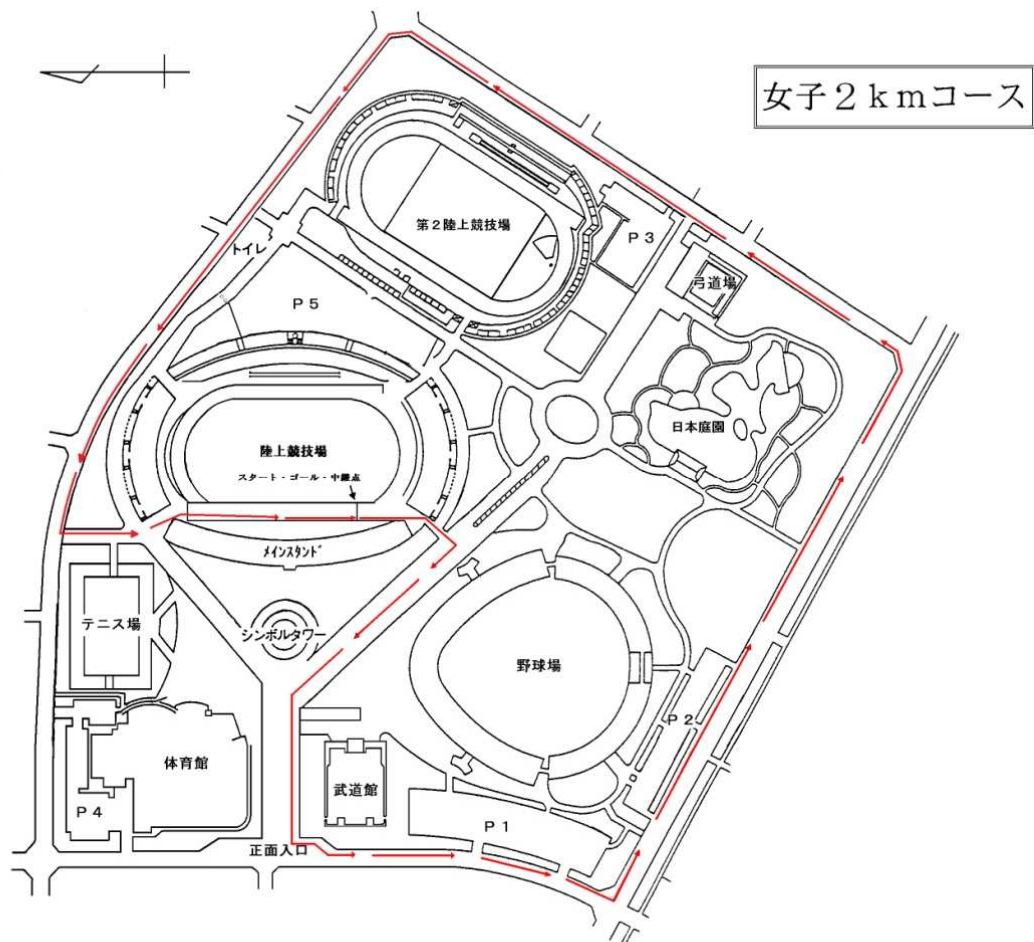 女子２ｋｍコース
第２陸上競技場
Ｐ３
トイレ
弓道場
Ｐ５
日本庭園
陸上競技場
スタート・ゴール・中継点
メインスタンド
テニス場
シンボルタワー
野球場
Ｐ２
体育館
武道館
Ｐ４
Ｐ１
正面入口